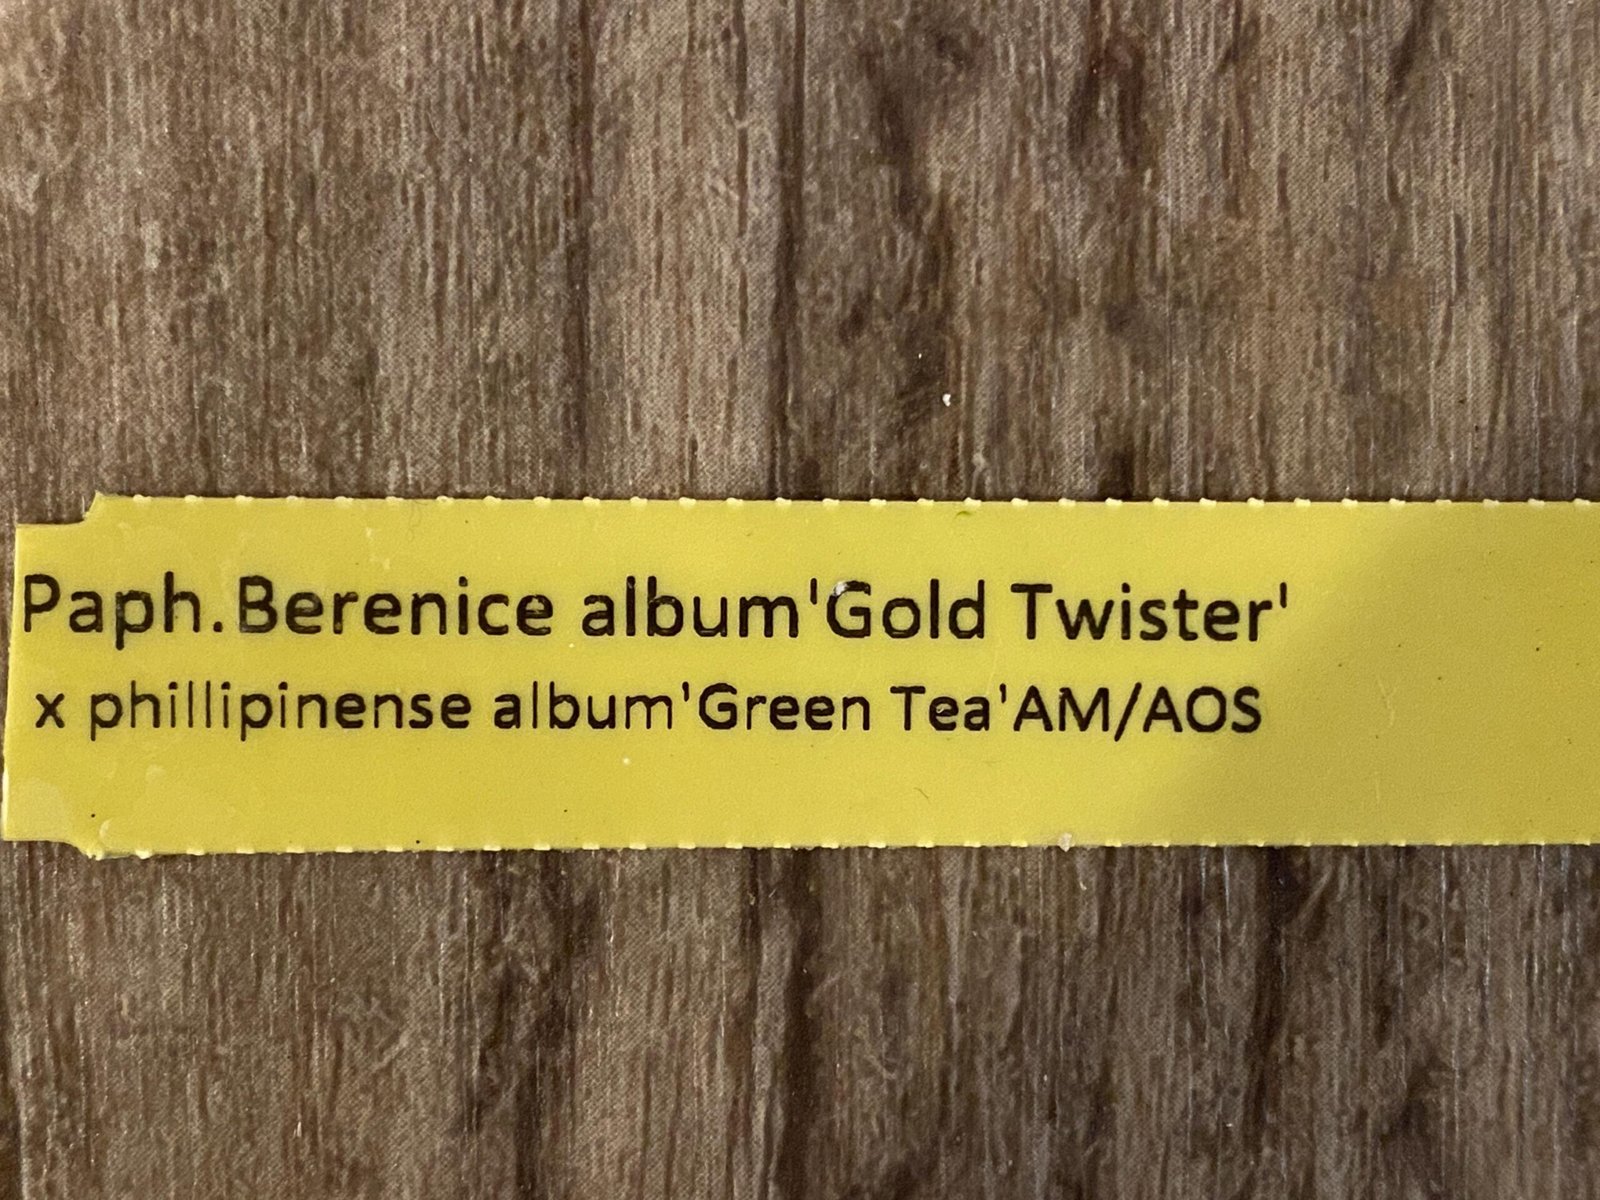 Paph.Berenice album'Gold Twister'
x phillipinense album'Green Tea'AM/AOS